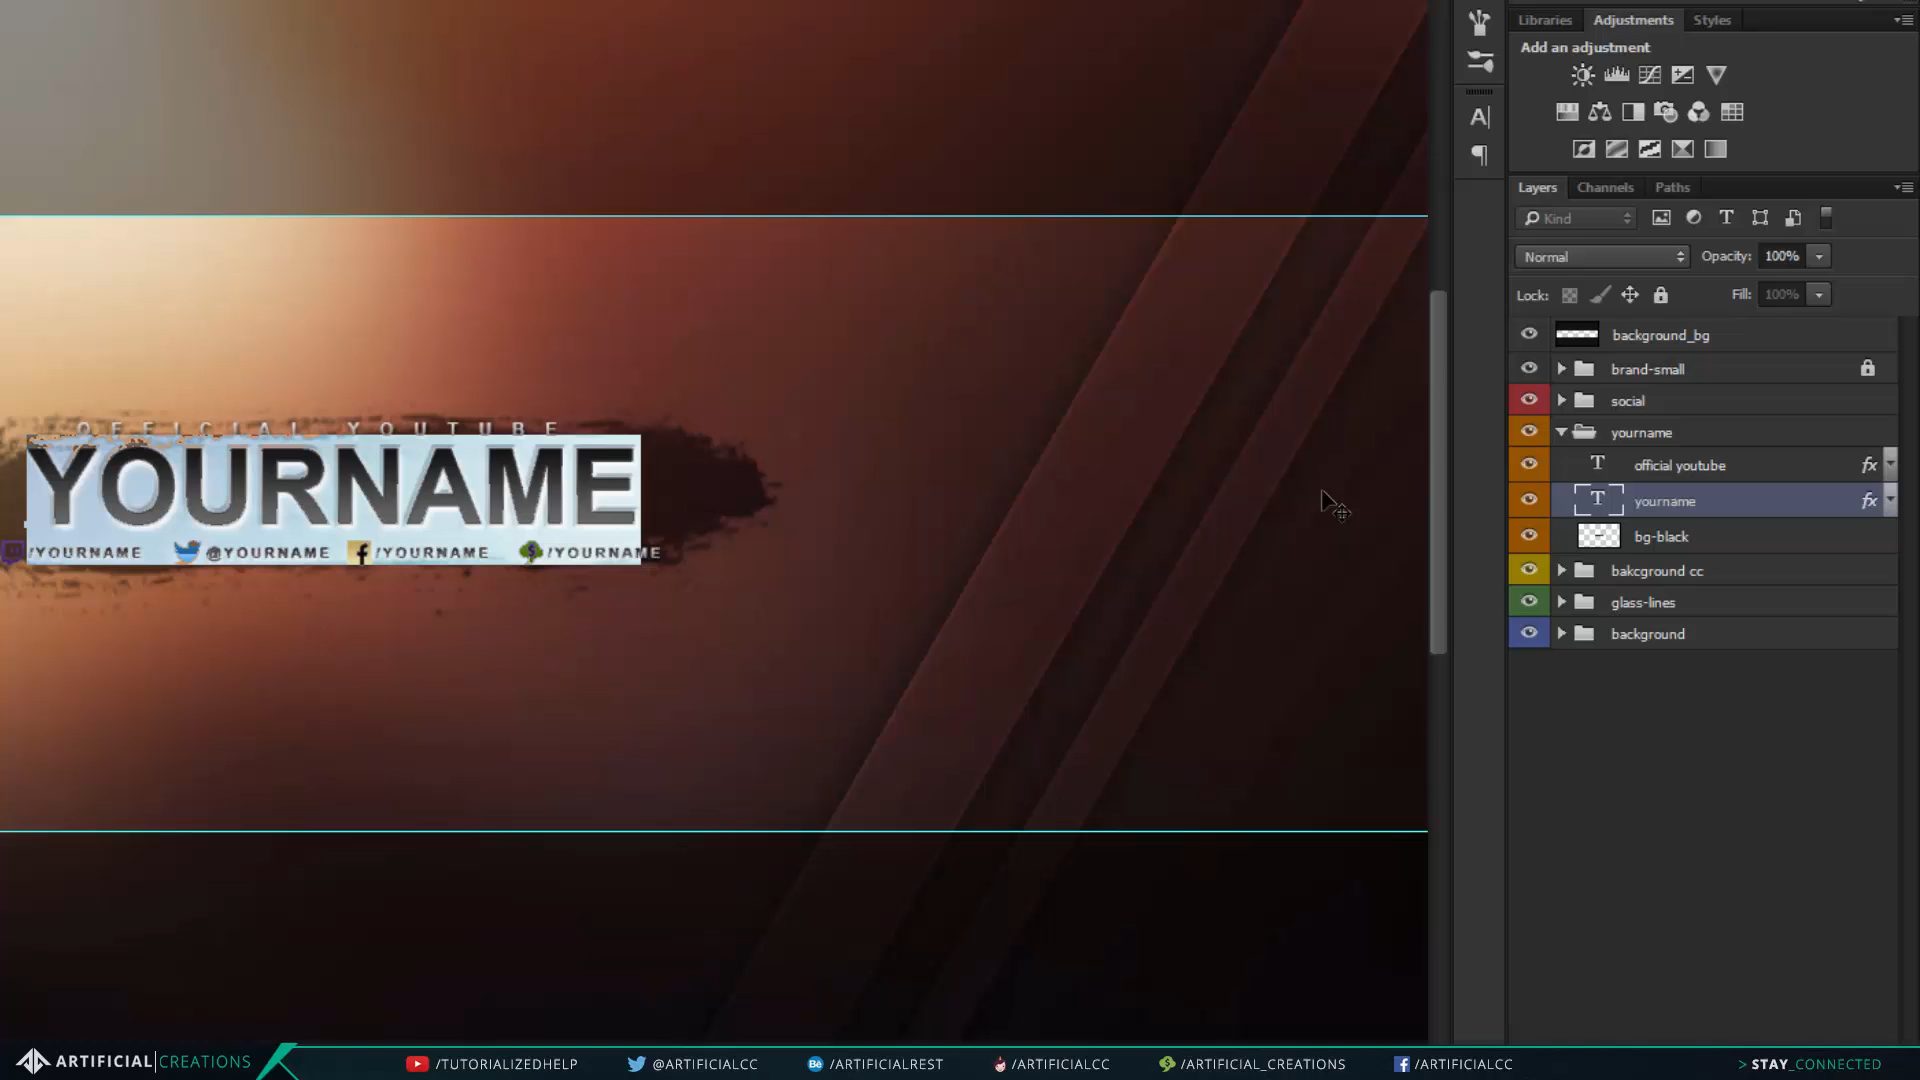 Libraries Adjustments Styles
Add an adjustment
Layers Channels Paths
Kind
Normal Opacity: 100%
Lock: Fill: 100%
background_bg
brand-small
social
yourname
official youtube
yourname
bg-black
bakcground cc
glass-lines
background
OFFICIAL YOUTUBE
YOURNAME
/YOURNAME @YOURNAME /YOURNAME /YOURNAME
ARTIFICIAL|CREATIONS /TUTORIALIZEDHELP @ARTIFICIALCC /ARTIFICIALREST /ARTIFICIALCC /ARTIFICIAL_CREATIONS /ARTIFICIALCC > STAY_CONNECTED